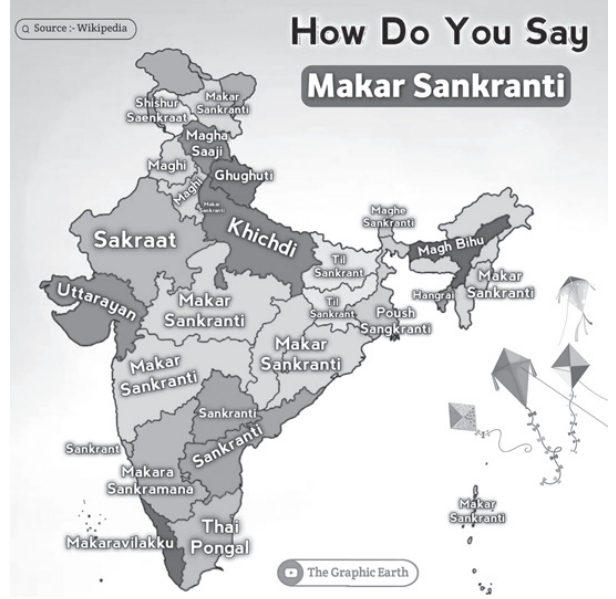 Source :- Wikipedia
How Do You Say
Makar Sankranti
Shishur
Saenkraat
Makar
Sankranti
Magha
Saaji
Maghi
Ghughuti
Maghi
Makar
Sankranti
Sakraat
Khichdi
Maghe
Sankranti
Magh Bihu
Til
Sankrant
Uttarayan
Makar
Sankranti
Til
Sankrant
Hangrai
Makar
Sankranti
Poush
Sangkranti
Makar
Sankranti
Makar
Sankranti
Sankranti
Sankranti
Sankrant
Makara
Sankramana
Makar
Sankranti
Makaravilakku
Thai
Pongal
The Graphic Earth